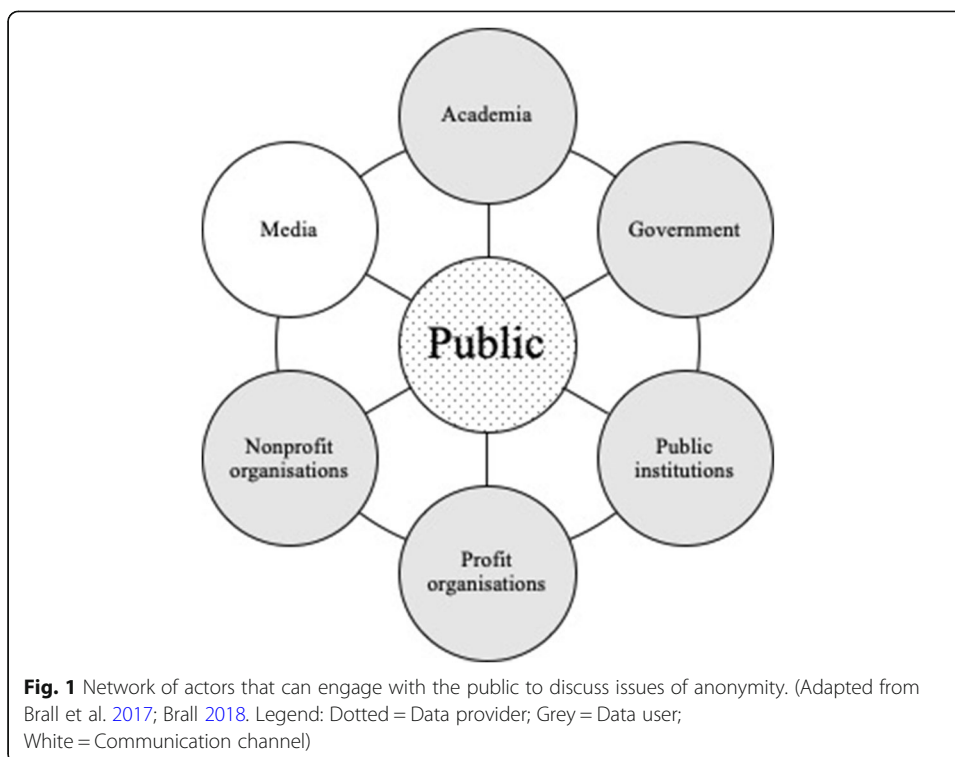 Academia
Media
Government
Public
Nonprofit
organisations
Public
institutions
Profit
organisations
Fig. 1 Network of actors that can engage with the public to discuss issues of anonymity. (Adapted from
Brall et al. 2017; Brall 2018. Legend: Dotted = Data provider; Grey = Data user;
White = Communication channel)